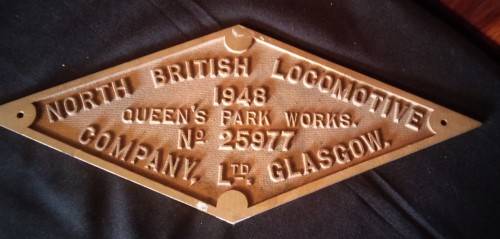 NORTH BRITISH LOCOMOTIVE
1948
QUEEN'S PARK WORKS.
No 25977
COMPANY, LTD. GLASGOW.